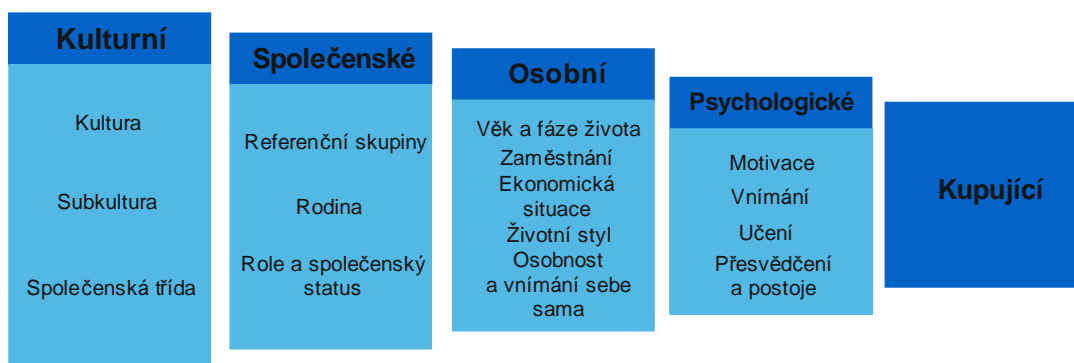 Kulturní
Kultura
Subkultura
Společenská třída
Společenské
Referenční skupiny
Rodina
Role a společenský
status
Osobní
Věk a fáze života
Zaměstnání
Ekonomická
situace
Životní styl
Osobnost
a vnímání sebe
sama
Psychologické
Motivace
Vnímání
Učení
Přesvědčení
a postoje
Kupující